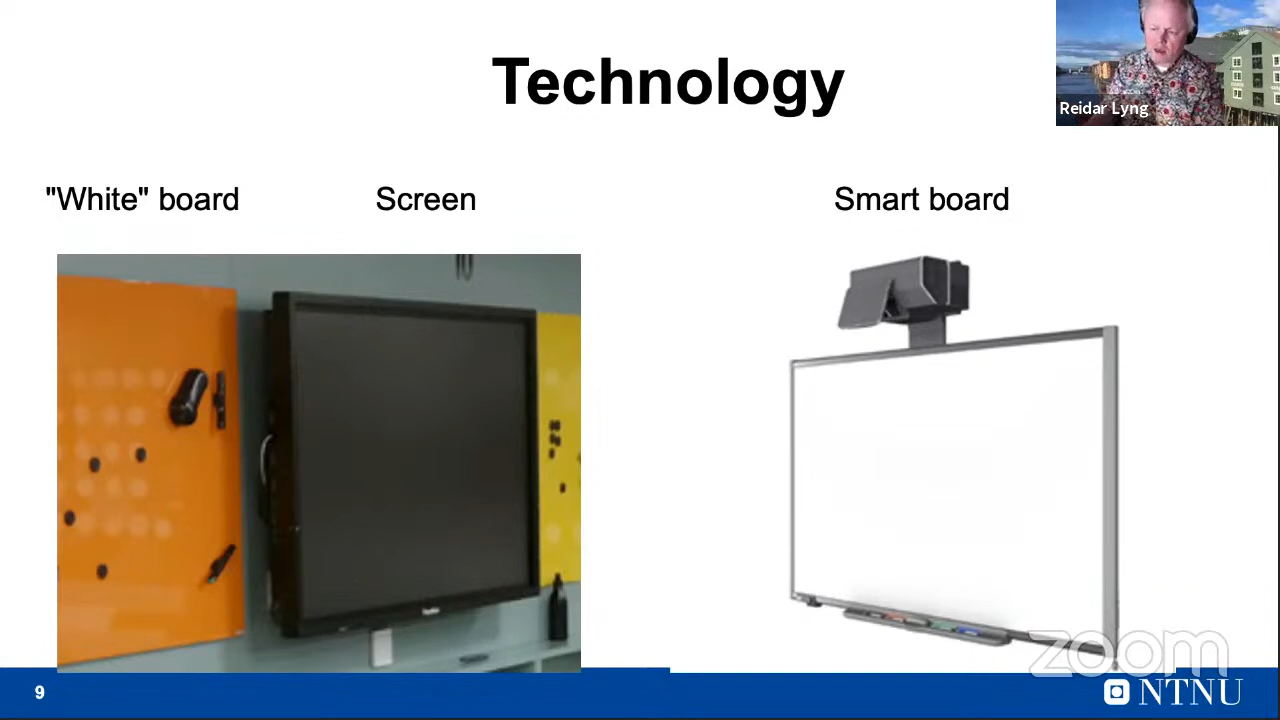 Technology
Reidar Lyng
"White" board
Screen
Smart board
zoom
9
NTNU